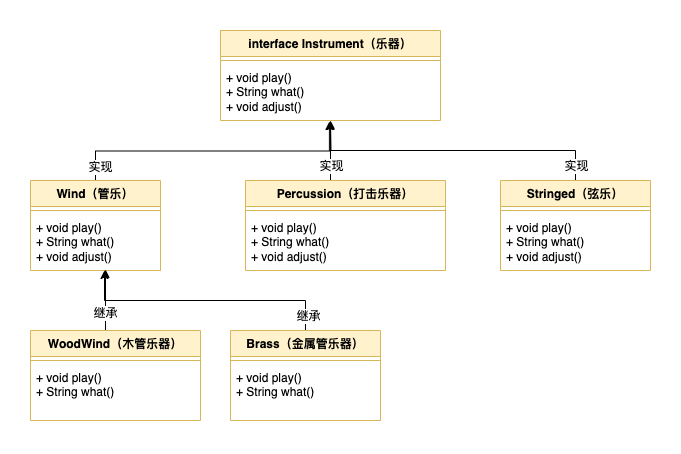 interface Instrument（乐器）
+ void play()
+ String what()
+ void adjust()
实现
实现
实现
Wind（管乐）
+ void play()
+ String what()
+ void adjust()
Percussion（打击乐器）
+ void play()
+ String what()
+ void adjust()
Stringed（弦乐）
+ void play()
+ String what()
+ void adjust()
继承
继承
WoodWind（木管乐器）
+ void play()
+ String what()
Brass（金属管乐器）
+ void play()
+ String what()